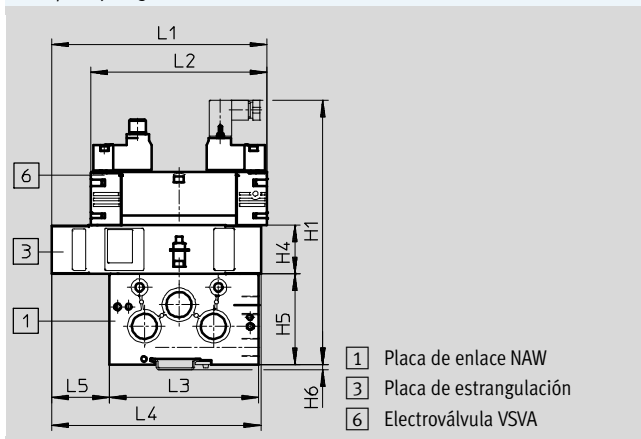 L1
L2
6
3
1
H1
H4
H5
H6
L5
L3
L4
1 Placa de enlace NAW
3 Placa de estrangulación
6 Electroválvula VSVA